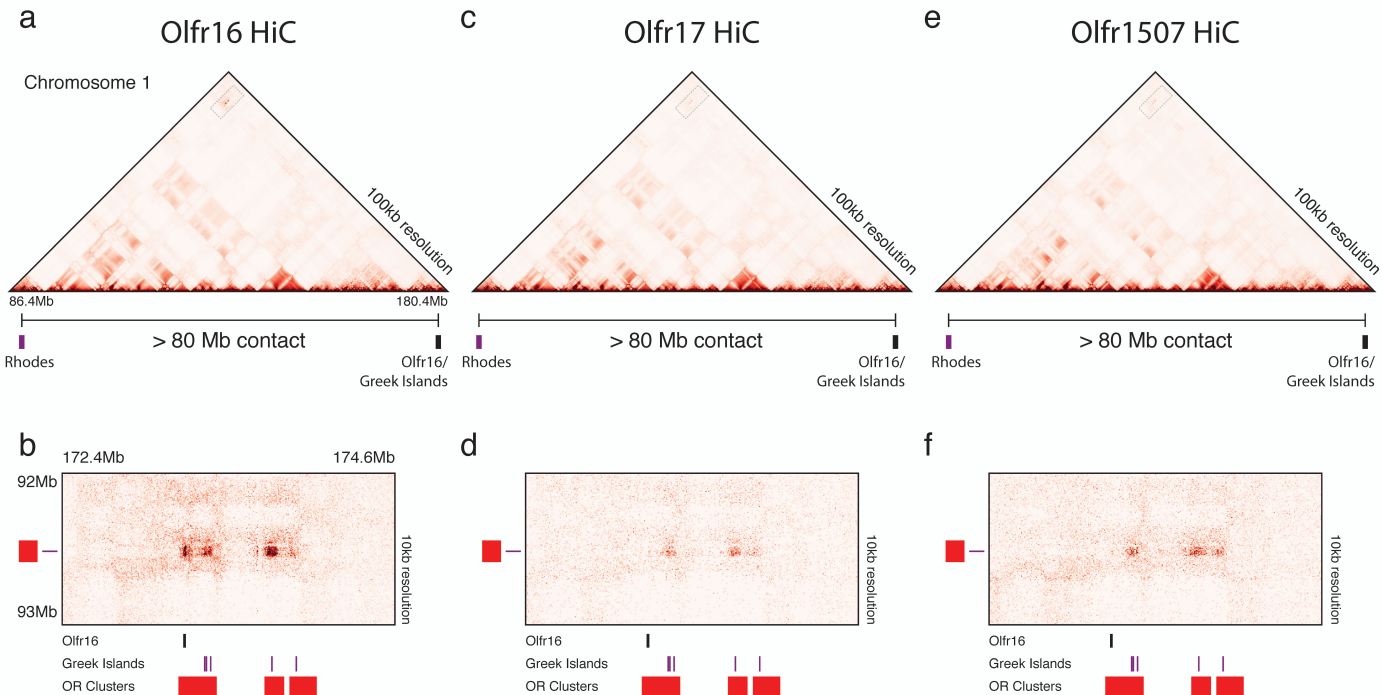 a
Olfr16 HiC
c
Olfr17 HiC
e
Olfr1507 HiC
Chromosome 1
100kb resolution
100kb resolution
100kb resolution
86.4Mb
180.4Mb
> 80 Mb contact
> 80 Mb contact
> 80 Mb contact
Rhodes
Olfr16/
Greek Islands
Rhodes
Olfr16/
Greek Islands
Rhodes
Olfr16/
Greek Islands
b
172.4Mb
174.6Mb
92Mb
93Mb
10kb resolution
Olfr16
Greek Islands
OR Clusters
d
10kb resolution
Olfr16
Greek Islands
OR Clusters
f
10kb resolution
Olfr16
Greek Islands
OR Clusters